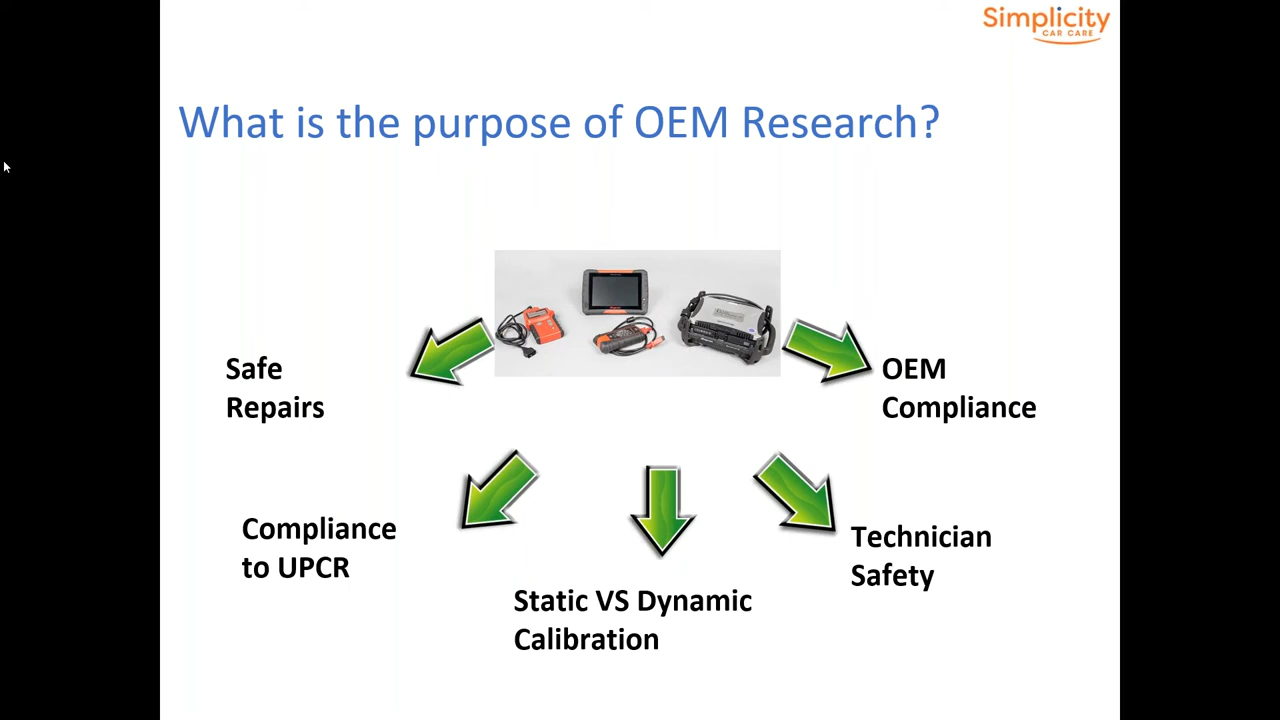 Simplicity
CAR CARE
What is the purpose of OEM Research?
Safe
Repairs
OEM
Compliance
Compliance
to UPCR
Static VS Dynamic
Calibration
Technician
Safety